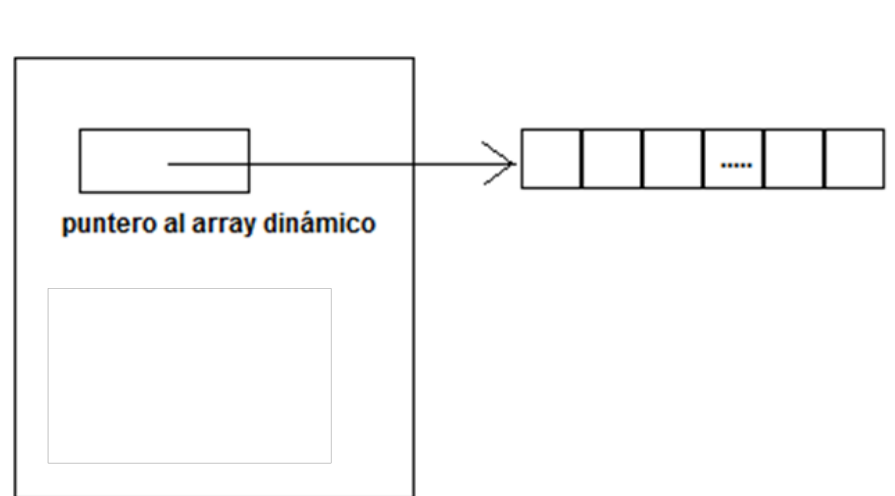 puntero al array dinámico
.....